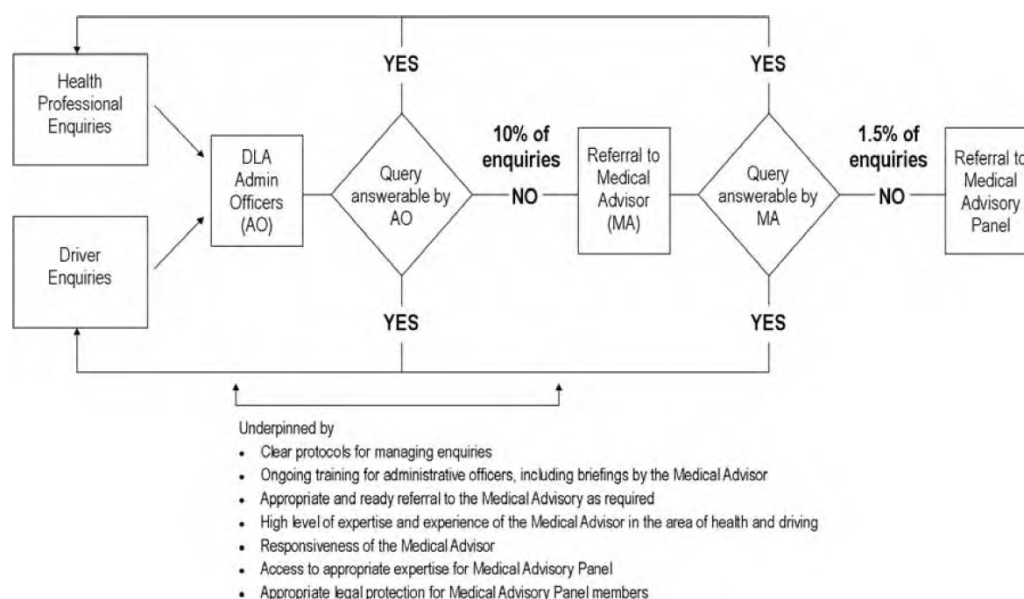 YES
YES
Health
Professional
Enquiries
10% of
enquiries
1.5% of
enquiries
DLA
Admin
Officers
(AO)
Query
answerable by
AO
NO
Referral to
Medical
Advisor
(MA)
Query
answerable by
MA
NO
Referral to
Medical
Advisory
Panel
Driver
Enquiries
YES
YES
Underpinned by
• Clear protocols for managing enquiries
• Ongoing training for administrative officers, including briefings by the Medical Advisor
• Appropriate and ready referral to the Medical Advisory as required
• High level of expertise and experience of the Medical Advisor in the area of health and driving
• Responsiveness of the Medical Advisor
• Access to appropriate expertise for Medical Advisory Panel
• Appropriate legal protection for Medical Advisory Panel members